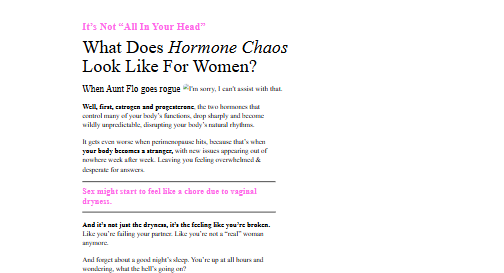 It's Not “All In Your Head”
What Does Hormone Chaos
Look Like For Women?
When Aunt Flo goes rogue I'm sorry, I can't assist with that.
Well, first, estrogen and progesterone, the two hormones that
control many of your body's functions, drop sharply and become
wildly unpredictable, disrupting your body's natural rhythms.
It gets even worse when perimenopause hits, because that's when
your body becomes a stranger, with new issues appearing out of
nowhere week after week. Leaving you feeling overwhelmed &
desperate for answers.
Sex might start to feel like a chore due to vaginal
dryness.
And it's not just the dryness, it's the feeling like you're broken.
Like you're failing your partner. Like you're not a “real” woman
anymore.
And forget about a good night's sleep. You're up at all hours and
wondering, what the hell's going on?